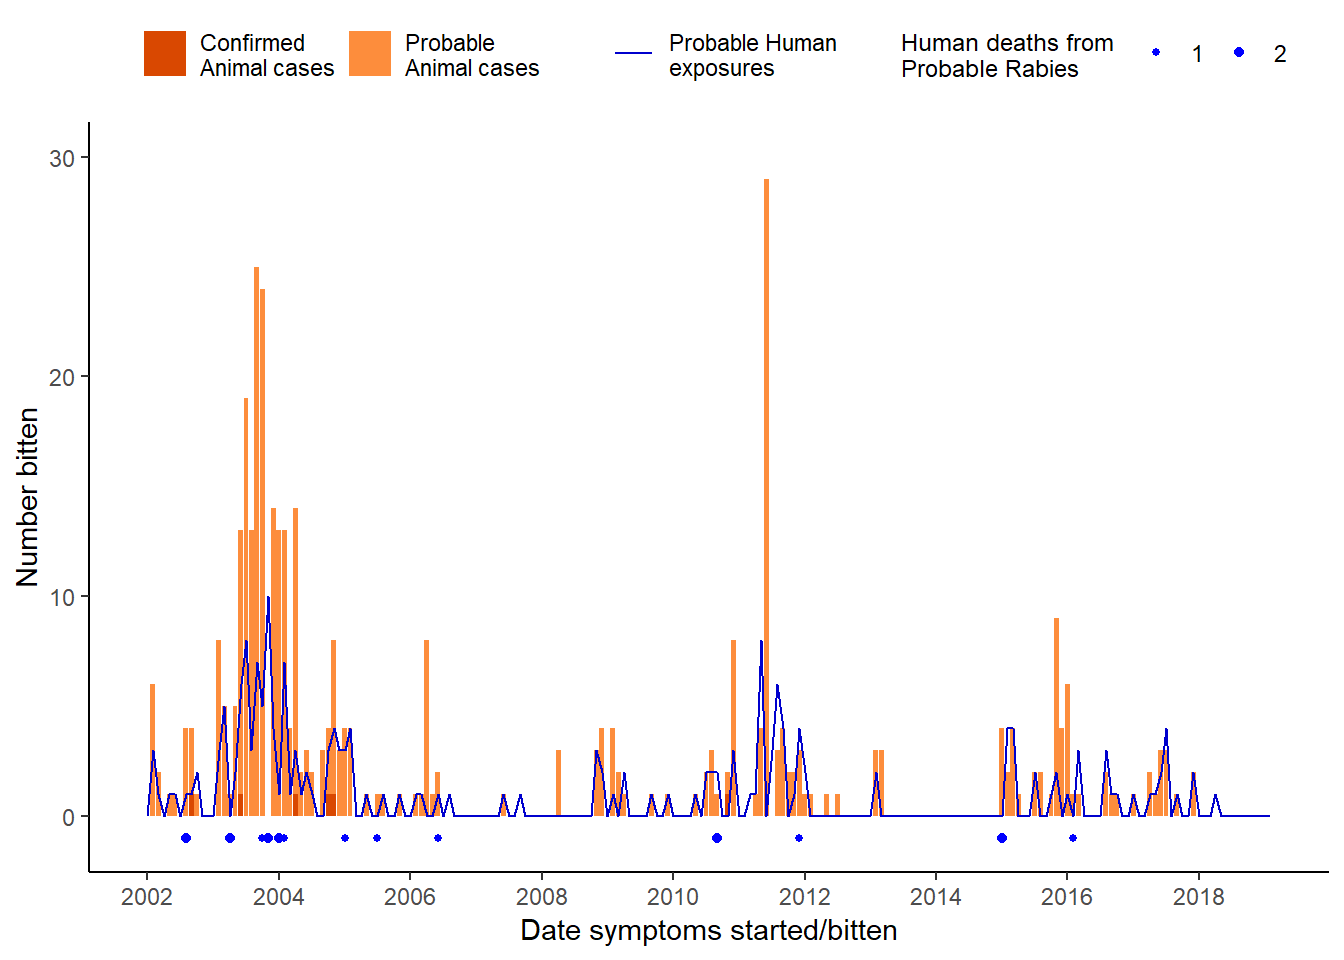 Confirmed
Animal cases
Probable
Animal cases
Probable Human
exposures
Human deaths from
Probable Rabies
1
2
30
20
10
0
Number bitten
2002 2004 2006 2008 2010 2012 2014 2016 2018
Date symptoms started/bitten